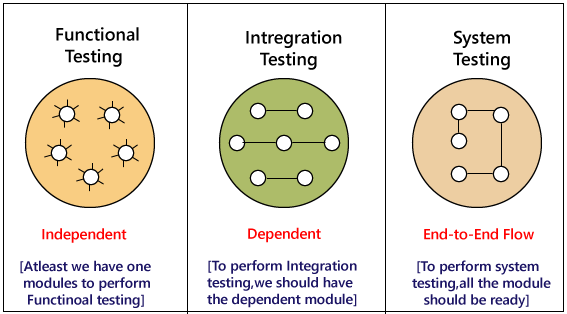 Functional
Testing
Independent
[Atleast we have one
modules to perform
Functinoal testing]
Intregration
Testing
Dependent
[To perform Integration
testing,we should have
the dependent module]
System
Testing
End-to-End Flow
[To perform system
testing,all the module
should be ready]